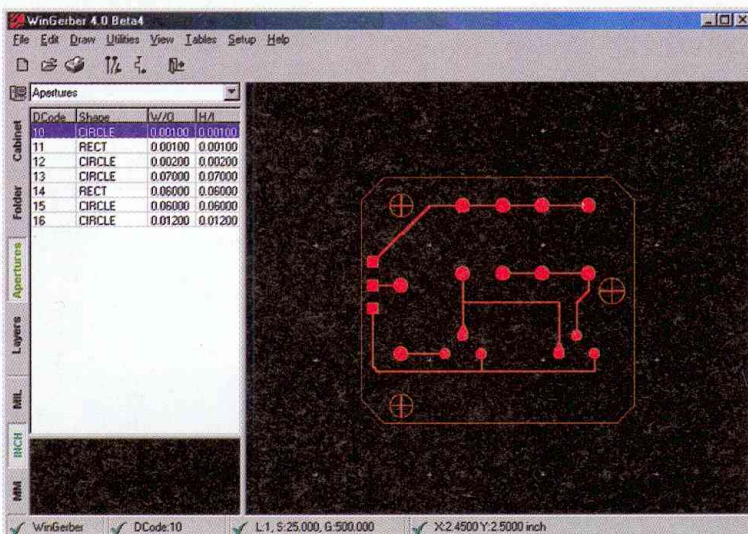 WinGerber 4.0 Beta4
File Edit Draw Utilities View Tables Setup Help
Apertures
DCode Shape W/O H/I
10 CIRCLE 0.00100 0.00100
11 RECT 0.00100 0.00100
12 CIRCLE 0.00200 0.00200
13 CIRCLE 0.07000 0.07000
14 RECT 0.06000 0.06000
15 CIRCLE 0.06000 0.06000
16 CIRCLE 0.01200 0.01200
Cabinet
Folder
Apertures
Layers
MIL
INCH
MM
WinGerber DCode:10 L:1, S:25.000, G:500.000 X:2.4500 Y:2.5000 inch